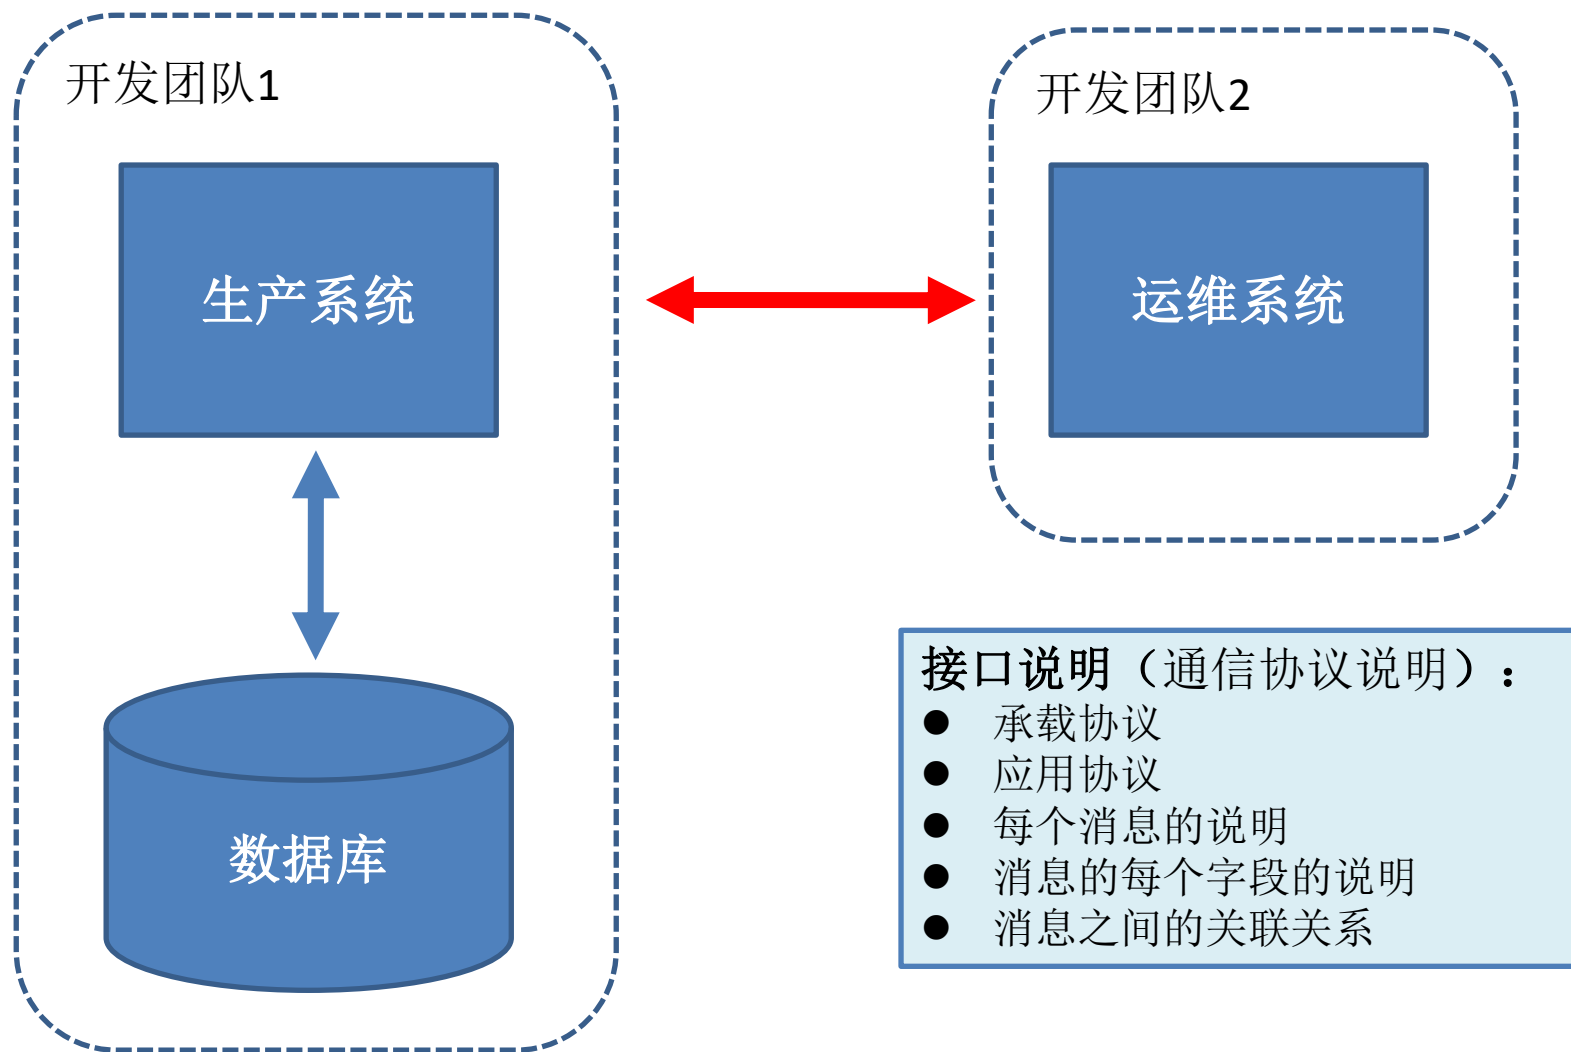 开发团队1
开发团队2
生产系统
运维系统
数据库
接口说明（通信协议说明）：
● 承载协议
● 应用协议
● 每个消息的说明
● 消息的每个字段的说明
● 消息之间的关联关系